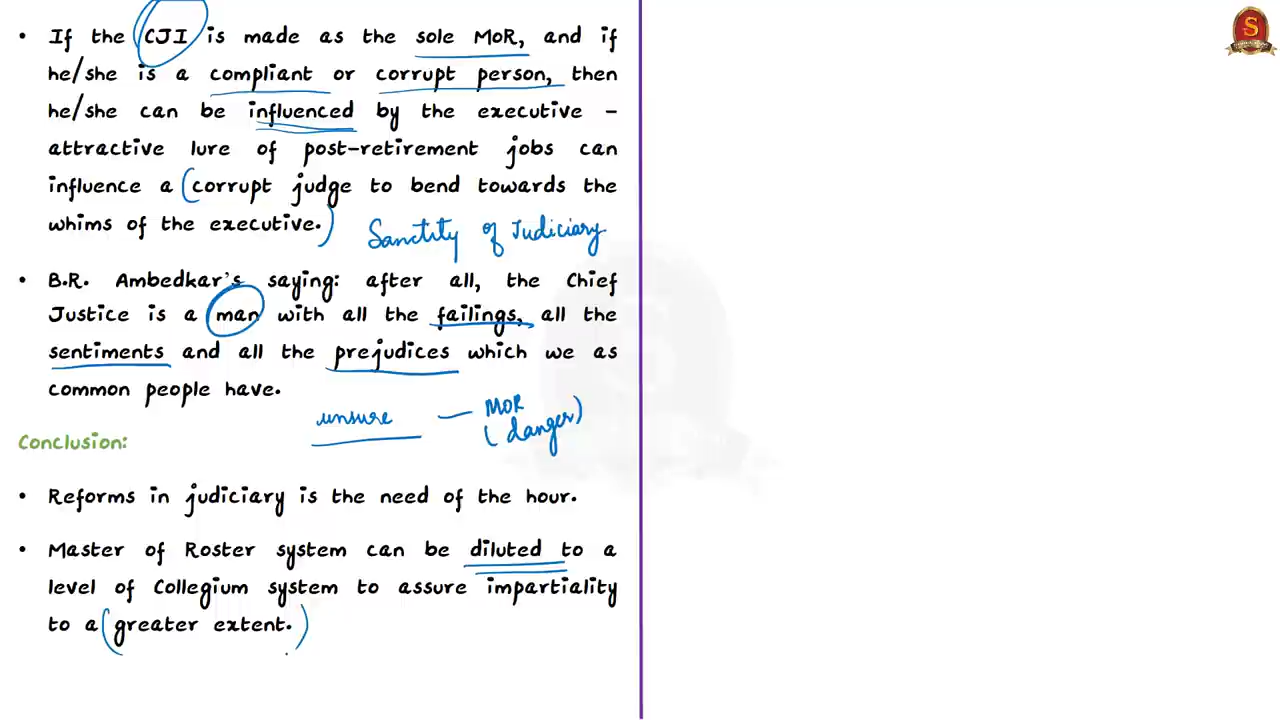 • If the CJI is made as the sole MoR, and if
he/she is a compliant or corrupt person, then
he/she can be influenced by the executive –
attractive lure of post-retirement jobs can
influence a (corrupt judge to bend towards the
whims of the executive.)
Sanctity of Judiciary
• B.R. Ambedkar's saying: after all, the Chief
Justice is a man with all the failings, all the
sentiments and all the prejudices which we as
common people have.
unsure — MOR
(danger)
Conclusion:
• Reforms in judiciary is the need of the hour.
• Master of Roster system can be diluted to a
level of Collegium system to assure impartiality
to a (greater extent.)
S